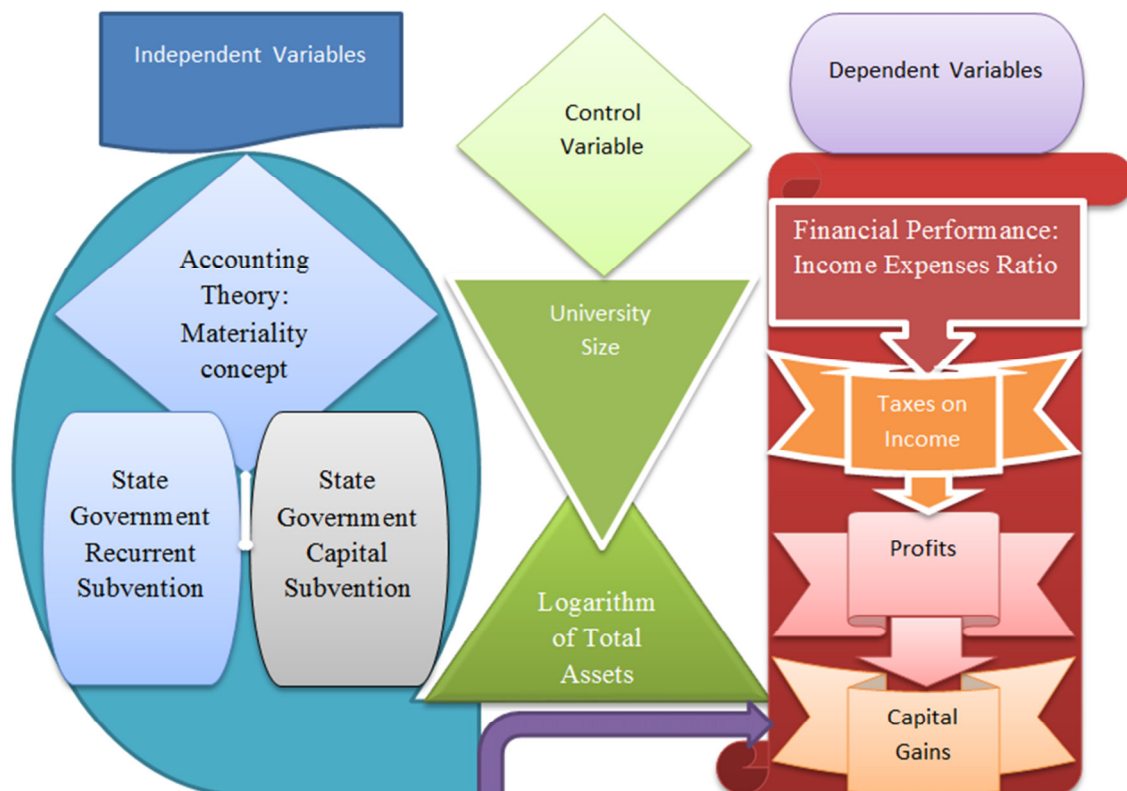 Independent Variables
Accounting
Theory:
Materiality
concept
State
Government
Recurrent
Subvention
State
Government
Capital
Subvention
Control
Variable
University
Size
Logarithm
of Total
Assets
Dependent Variables
Financial Performance:
Income Expenses Ratio
Taxes on
Income
Profits
Capital
Gains